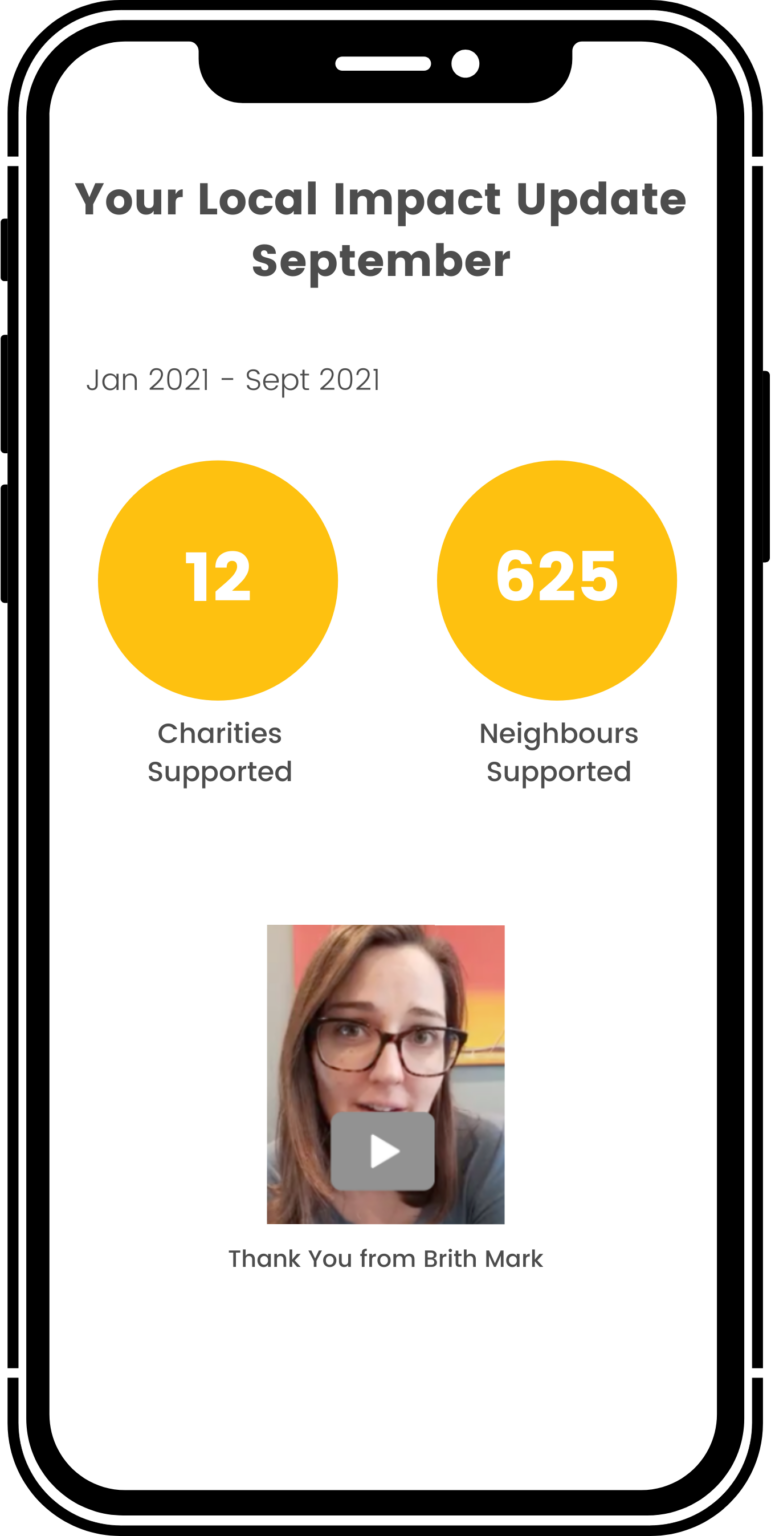 Your Local Impact Update
September
Jan 2021 - Sept 2021
12
625
Charities
Supported
Neighbours
Supported
Thank You from Brith Mark